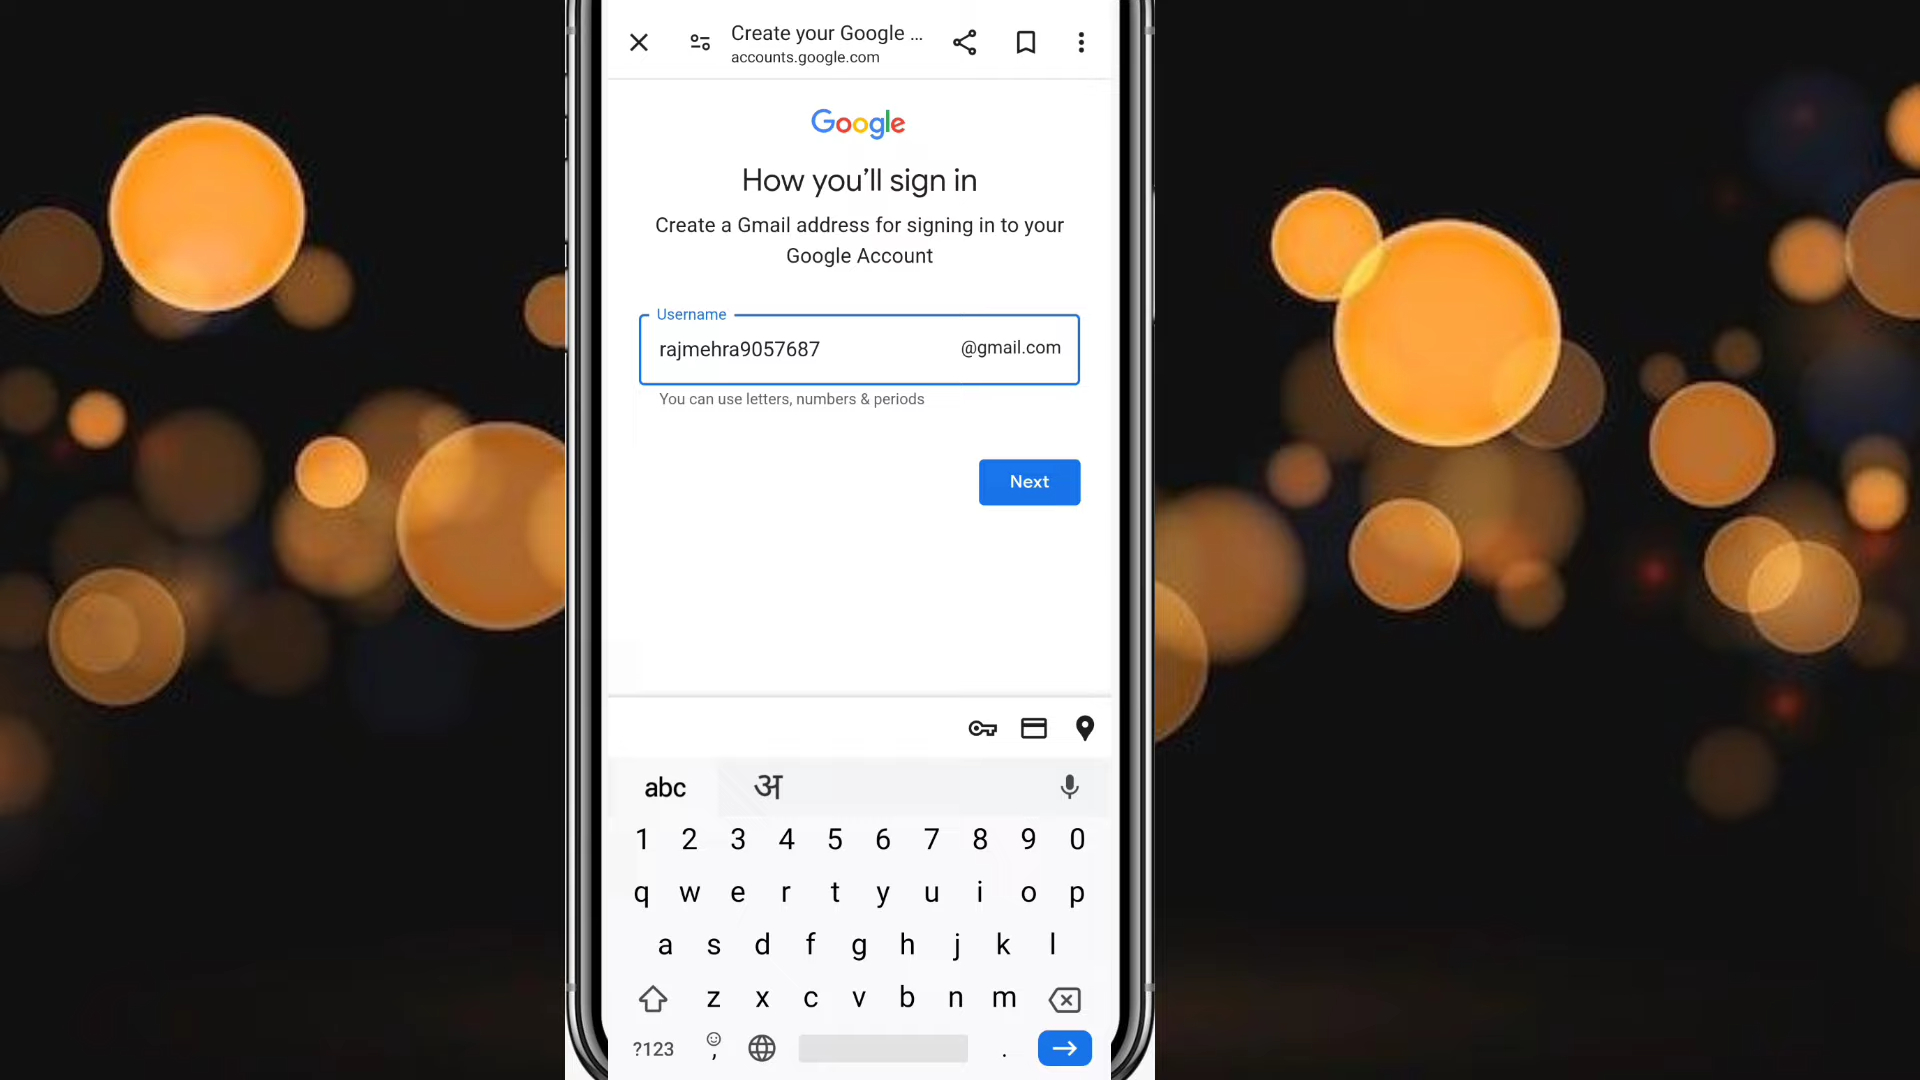 Create your Google ...
accounts.google.com
Google
How you’ll sign in
Create a Gmail address for signing in to your
Google Account
Username
rajmehra9057687 @gmail.com
You can use letters, numbers & periods
Next
abc अ
1 2 3 4 5 6 7 8 9 0
q w e r t y u i o p
a s d f g h j k l
z x c v b n m
?123 , .